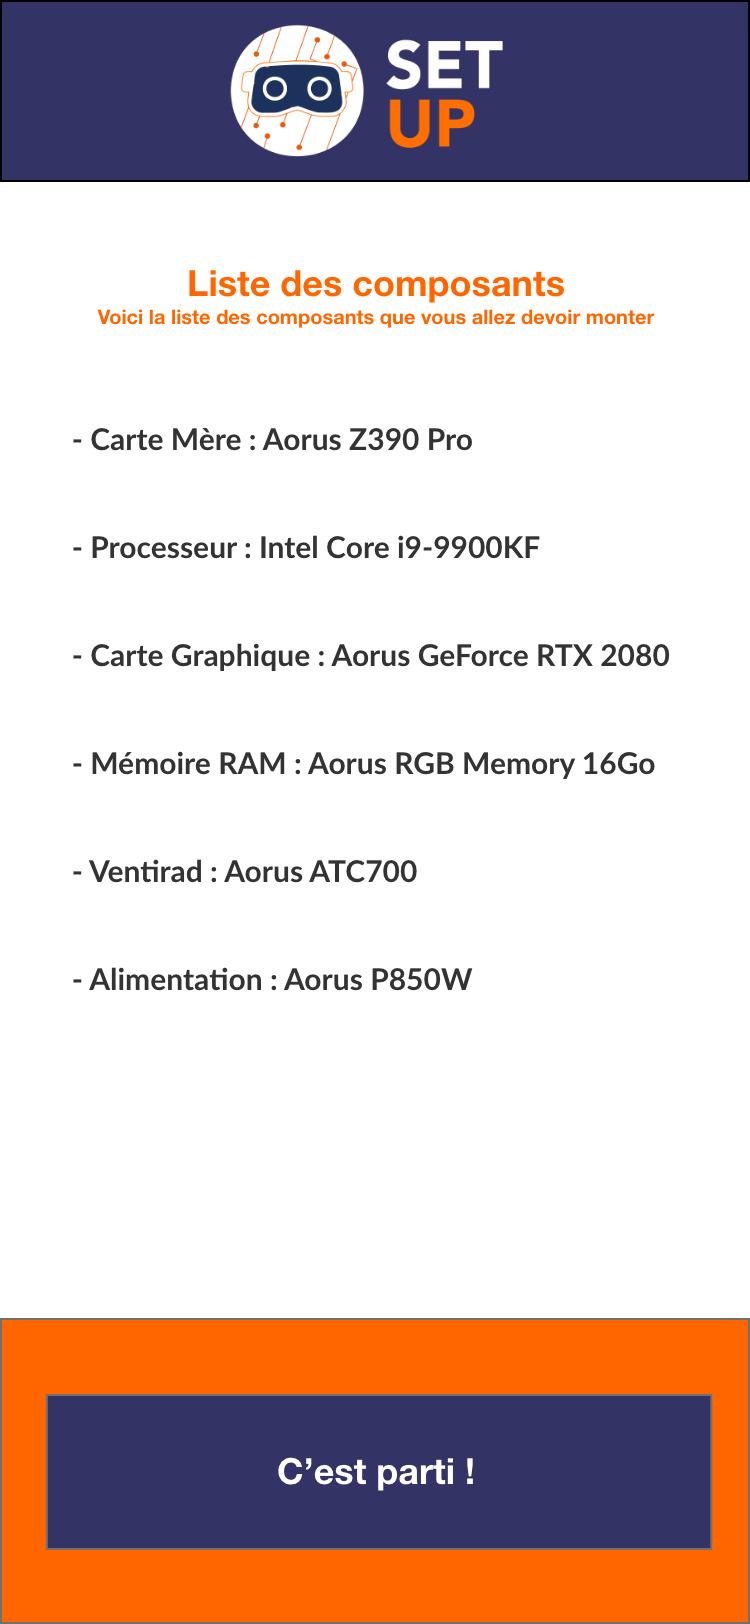 SET
UP
Liste des composants
Voici la liste des composants que vous allez devoir monter
- Carte Mère : Aorus Z390 Pro
- Processeur : Intel Core i9-9900KF
- Carte Graphique : Aorus GeForce RTX 2080
- Mémoire RAM : Aorus RGB Memory 16Go
- Ventirad : Aorus ATC700
- Alimentation : Aorus P850W
C’est parti !